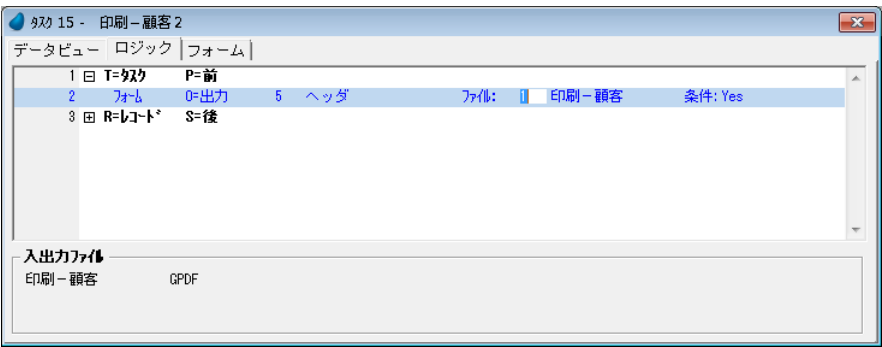 ﾀｽｸ 15 - 印刷－顧客２
データビュー ロジック フォーム
1 T=ﾀｽｸ P=前
2 ﾌｫｰﾑ O=出力 5 ヘッダ ﾌｧｲﾙ: 1 印刷－顧客 条件: Yes
3 R=ﾚｺｰﾄﾞ S=後
入出力ﾌｧｲﾙ
印刷－顧客 GPDF